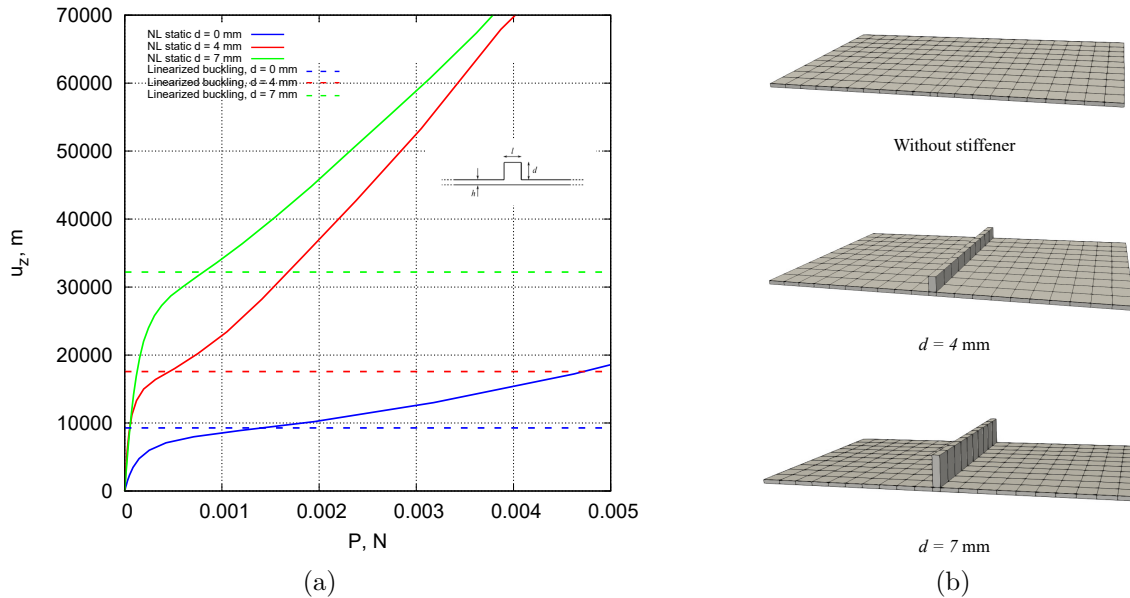 70000
60000
50000
40000
30000
20000
10000
0
u_z, m
NL static d = 0 mm
NL static d = 4 mm
NL static d = 7 mm
Linearized buckling, d = 0 mm
Linearized buckling, d = 4 mm
Linearized buckling, d = 7 mm
l
d
h
0 0.001 0.002 0.003 0.004 0.005
P, N
(a)
Without stiffener
d = 4 mm
d = 7 mm
(b)